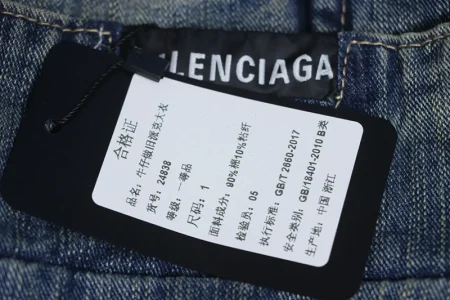 LENCIAGA
合格证
品名: 牛仔做旧派克大衣
货号: 24838
等级: 一等品
尺码: 1
面料成分: 90%棉10%粘纤
检验员: 05
执行标准: GB/T 2660-2017
安全类别: GB/18401-2010 B类
生产地: 中国 浙江